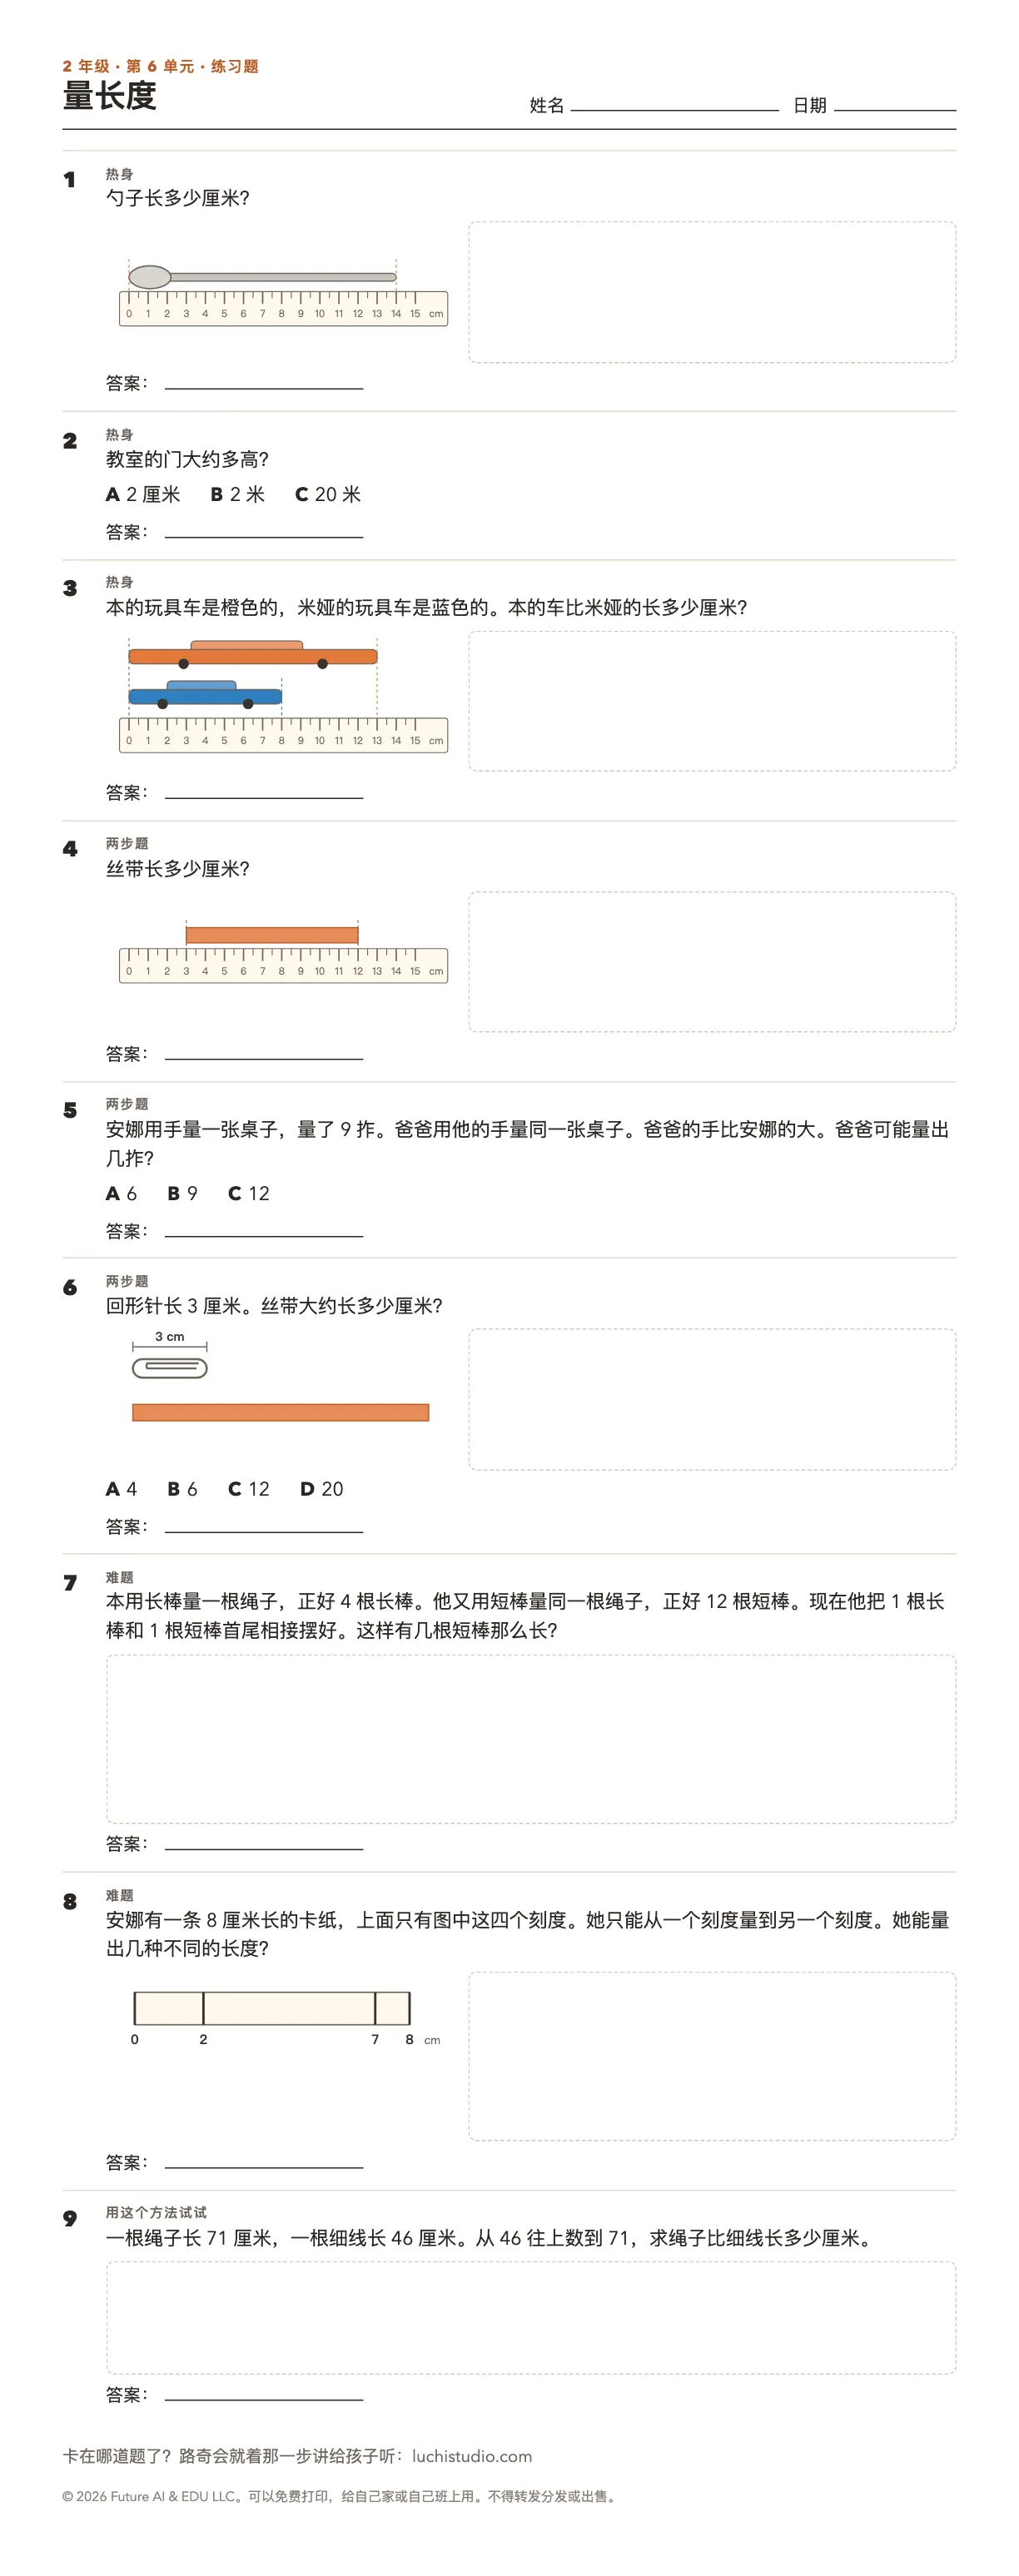 2 年级 · 第 6 单元 · 练习题
量长度
姓名
日期
1
热身
勺子长多少厘米？
0 1 2 3 4 5 6 7 8 9 10 11 12 13 14 15 cm
答案：
2
热身
教室的门大约多高？
A 2 厘米 B 2 米 C 20 米
答案：
3
热身
本的玩具车是橙色的，米娅的玩具车是蓝色的。本的车比米娅的长多少厘米？
0 1 2 3 4 5 6 7 8 9 10 11 12 13 14 15 cm
答案：
4
两步题
丝带长多少厘米？
0 1 2 3 4 5 6 7 8 9 10 11 12 13 14 15 cm
答案：
5
两步题
安娜用手量一张桌子，量了 9 拃。爸爸用他的手量同一张桌子。爸爸的手比安娜的大。爸爸可能量出
几拃？
A 6 B 9 C 12
答案：
6
两步题
回形针长 3 厘米。丝带大约长多少厘米？
3 cm
A 4 B 6 C 12 D 20
答案：
7
难题
本用长棒量一根绳子，正好 4 根长棒。他又用短棒量同一根绳子，正好 12 根短棒。现在他把 1 根长
棒和 1 根短棒首尾相接摆好。这样有几根短棒那么长？
答案：
8
难题
安娜有一条 8 厘米长的卡纸，上面只有图中这四个刻度。她只能从一个刻度量到另一个刻度。她能量
出几种不同的长度？
0 2 7 8 cm
答案：
9
用这个方法试试
一根绳子长 71 厘米，一根细线长 46 厘米。从 46 往上数到 71，求绳子比细线长多少厘米。
答案：
卡在哪道题了？路奇会就着那一步讲给孩子听：luchistudio.com
© 2026 Future AI & EDU LLC。可以免费打印，给自己家或自己班上用。不得转发分发或出售。